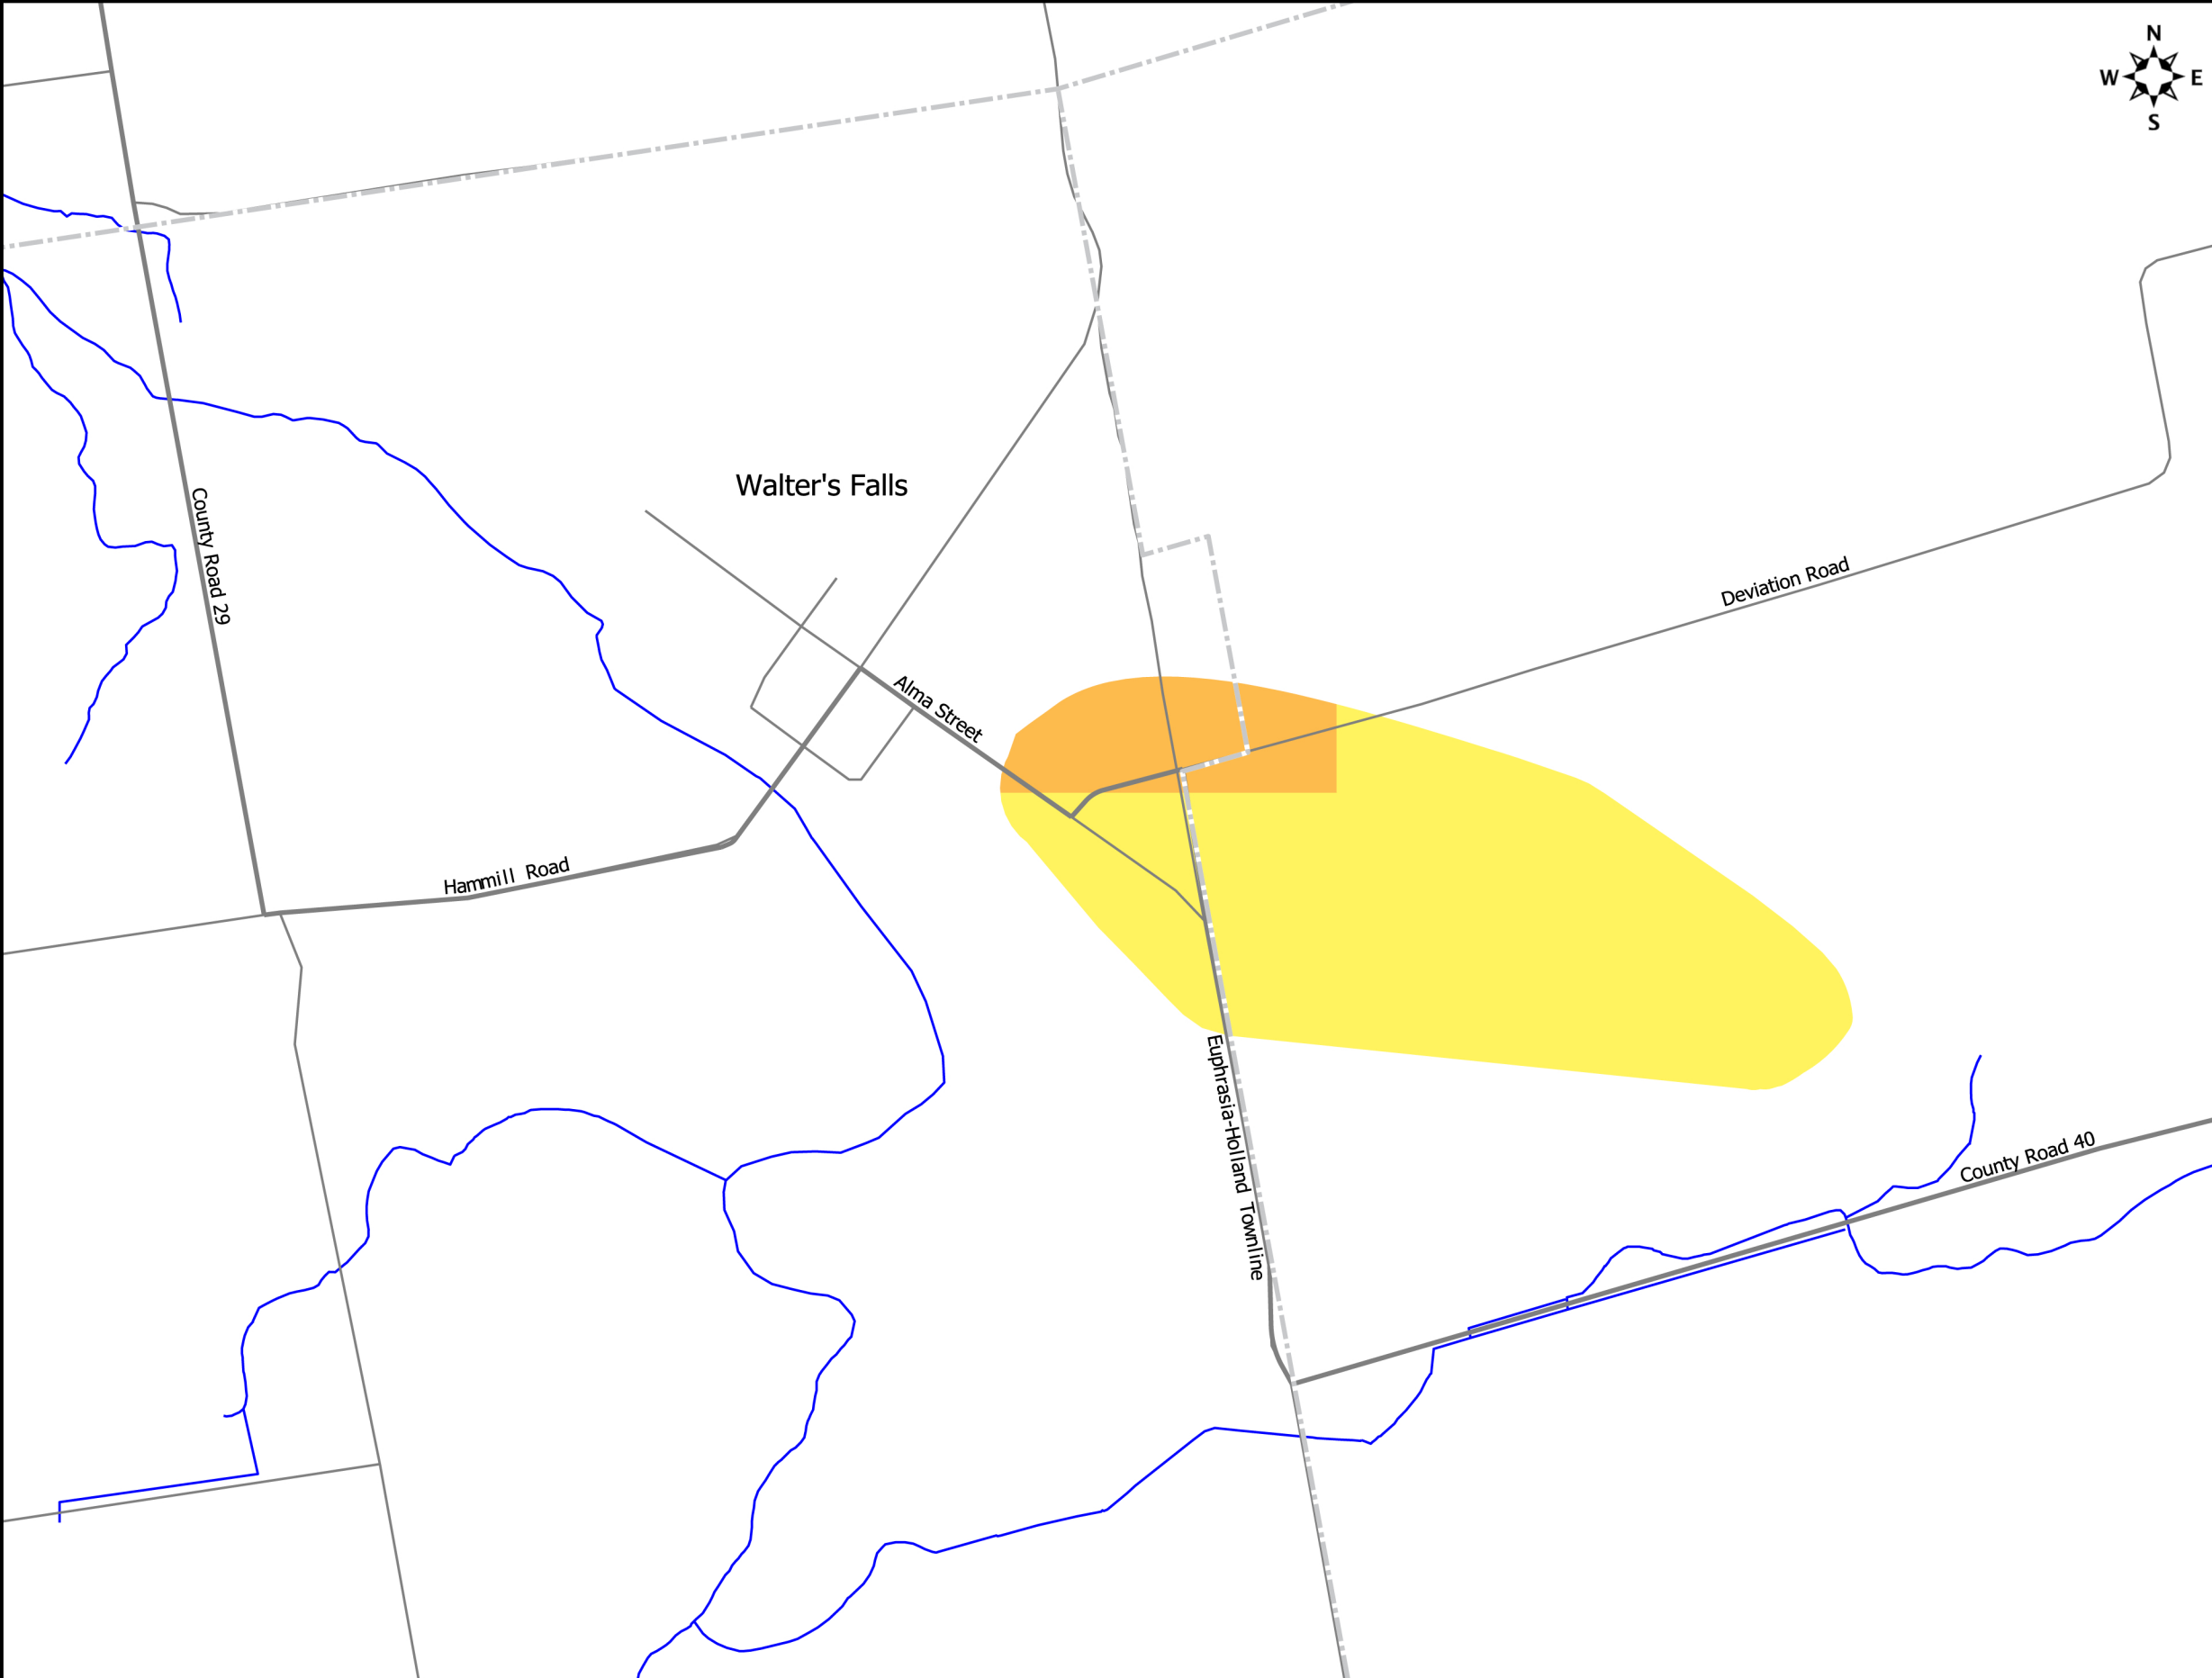 N
W E
S
Walter's Falls
County Road 29
Deviation Road
Alma Street
Hammill Road
Euphrasia-Holland Townline
County Road 40